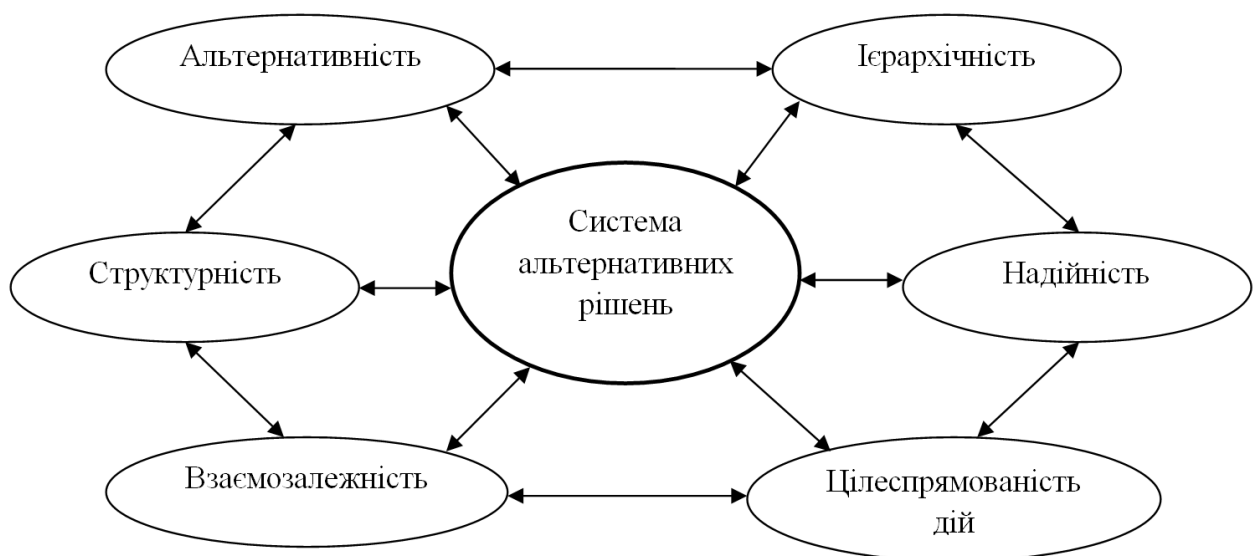 Альтернативність
Ієрархічність
Система
альтернативних
рішень
Структурність
Надійність
Взаємозалежність
Цілеспрямованість
дій